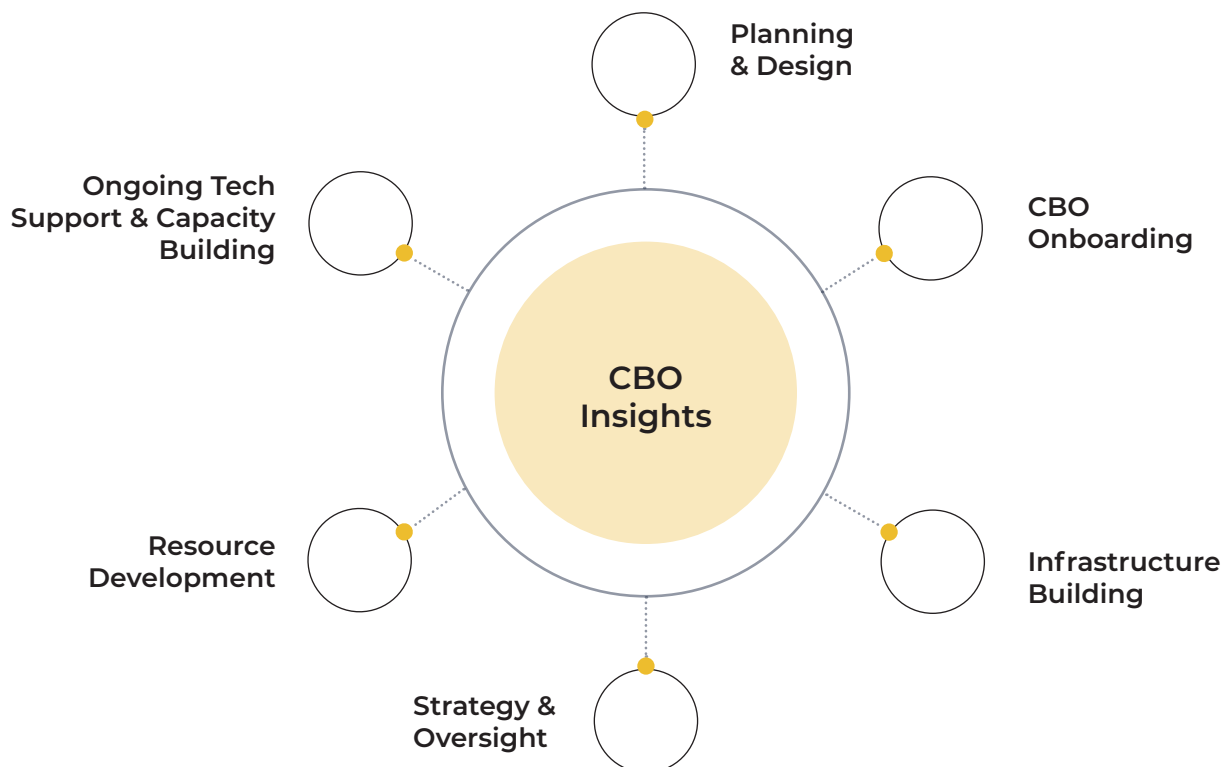 Planning
& Design
Ongoing Tech
Support & Capacity
Building
CBO
Onboarding
CBO
Insights
Resource
Development
Infrastructure
Building
Strategy &
Oversight